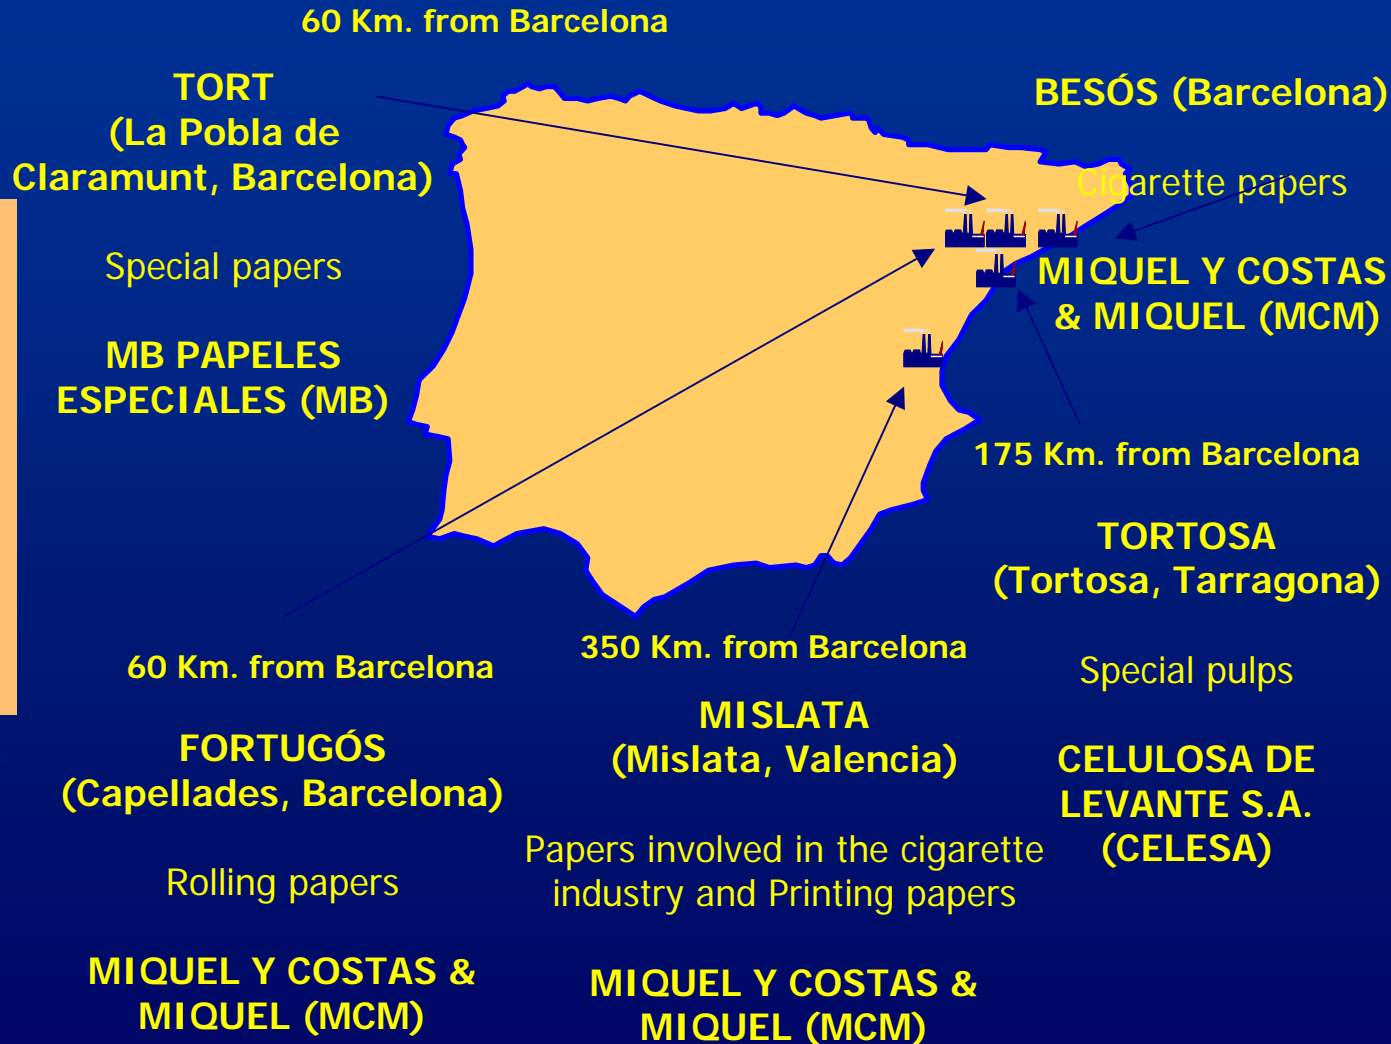 60 Km. from Barcelona
TORT
(La Pobla de
Claramunt, Barcelona)
Special papers
MB PAPELES
ESPECIALES (MB)
BESÓS (Barcelona)
Cigarette papers
MIQUEL Y COSTAS
& MIQUEL (MCM)
175 Km. from Barcelona
TORTOSA
(Tortosa, Tarragona)
Special pulps
CELULOSA DE
LEVANTE S.A.
(CELESA)
60 Km. from Barcelona
FORTUGÓS
(Capellades, Barcelona)
Rolling papers
MIQUEL Y COSTAS &
MIQUEL (MCM)
350 Km. from Barcelona
MISLATA
(Mislata, Valencia)
Papers involved in the cigarette
industry and Printing papers
MIQUEL Y COSTAS &
MIQUEL (MCM)